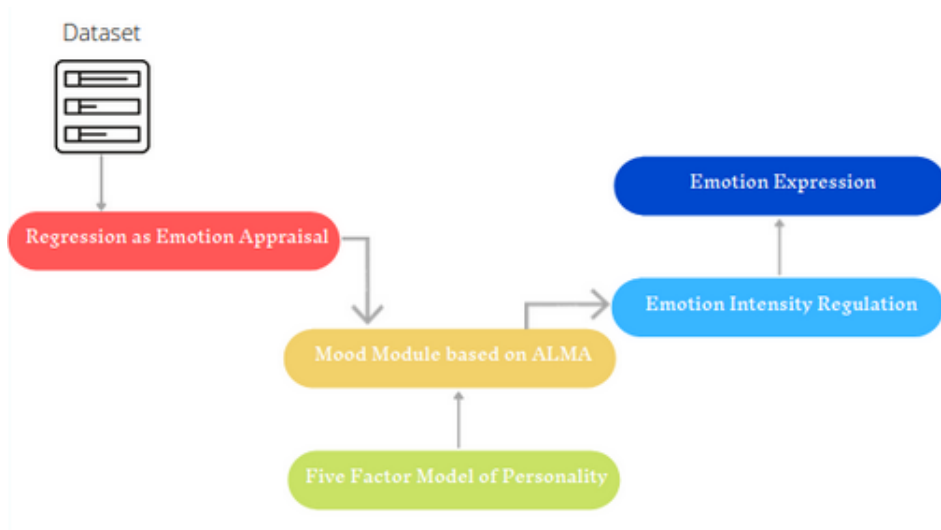 Dataset
Regression as Emotion Appraisal
Emotion Expression
Emotion Intensity Regulation
Mood Module based on ALMA
Five Factor Model of Personality